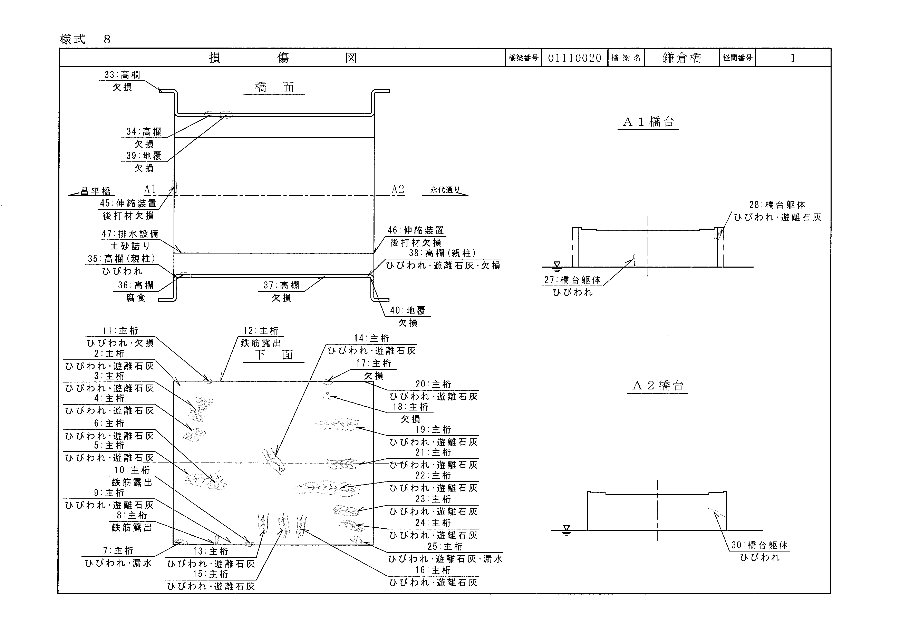 様式 8
損 傷 図 橋梁番号 01110020 橋梁名 鎌倉橋 径間番号 1
23:高欄
欠損
橋 面
34:高欄
欠損
39:地覆
欠損
昌平橋 A1 A2 永代通り
45:伸縮装置
後打材欠損
47:排水設備
土砂詰り
35:高欄(親柱)
ひびわれ
36:高欄
腐食
37:高欄
欠損
46:伸縮装置
後打材欠損
38:高欄(親柱)
ひびわれ・遊離石灰・欠損
40:地覆
欠損
A1橋台
28:橋台躯体
ひびわれ・遊離石灰
27:橋台躯体
ひびわれ
11:主桁
ひびわれ・欠損
2:主桁
ひびわれ・遊離石灰
3:主桁
ひびわれ・遊離石灰
4:主桁
ひびわれ・遊離石灰
6:主桁
ひびわれ・遊離石灰
5:主桁
ひびわれ・遊離石灰
10:主桁
鉄筋露出
9:主桁
ひびわれ・遊離石灰
8:主桁
鉄筋露出
7:主桁
ひびわれ・漏水
12:主桁
鉄筋露出
下 面
14:主桁
ひびわれ・遊離石灰
17:主桁
欠損
20:主桁
ひびわれ・遊離石灰
18:主桁
欠損
19:主桁
ひびわれ・遊離石灰
21:主桁
ひびわれ・遊離石灰
22:主桁
ひびわれ・遊離石灰
23:主桁
ひびわれ・遊離石灰
24:主桁
ひびわれ・遊離石灰
25:主桁
ひびわれ・遊離石灰・漏水
13:主桁
ひびわれ・遊離石灰
15:主桁
ひびわれ・遊離石灰
16:主桁
ひびわれ・遊離石灰
A2橋台
30:橋台躯体
ひびわれ